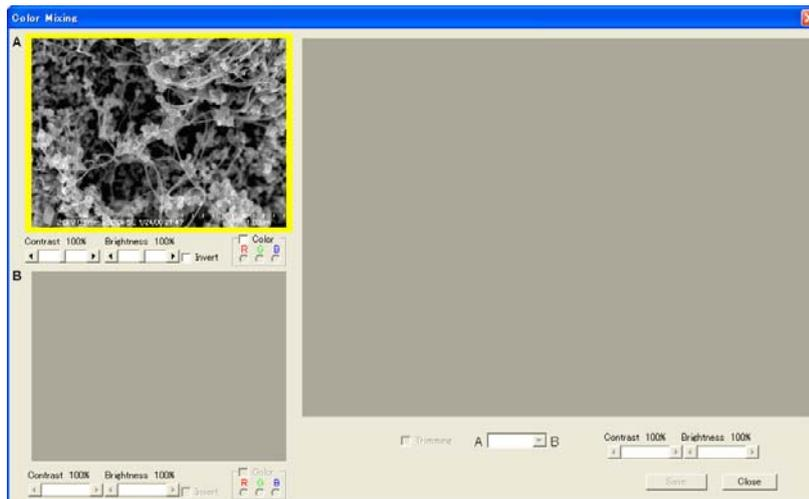 Color Mixing
A
Contrast 100% Brightness 100%
Color
R G B
Invert
B
Contrast 100% Brightness 100%
Color
R G B
Invert
Trimming A B
Contrast 100% Brightness 100%
Save Close